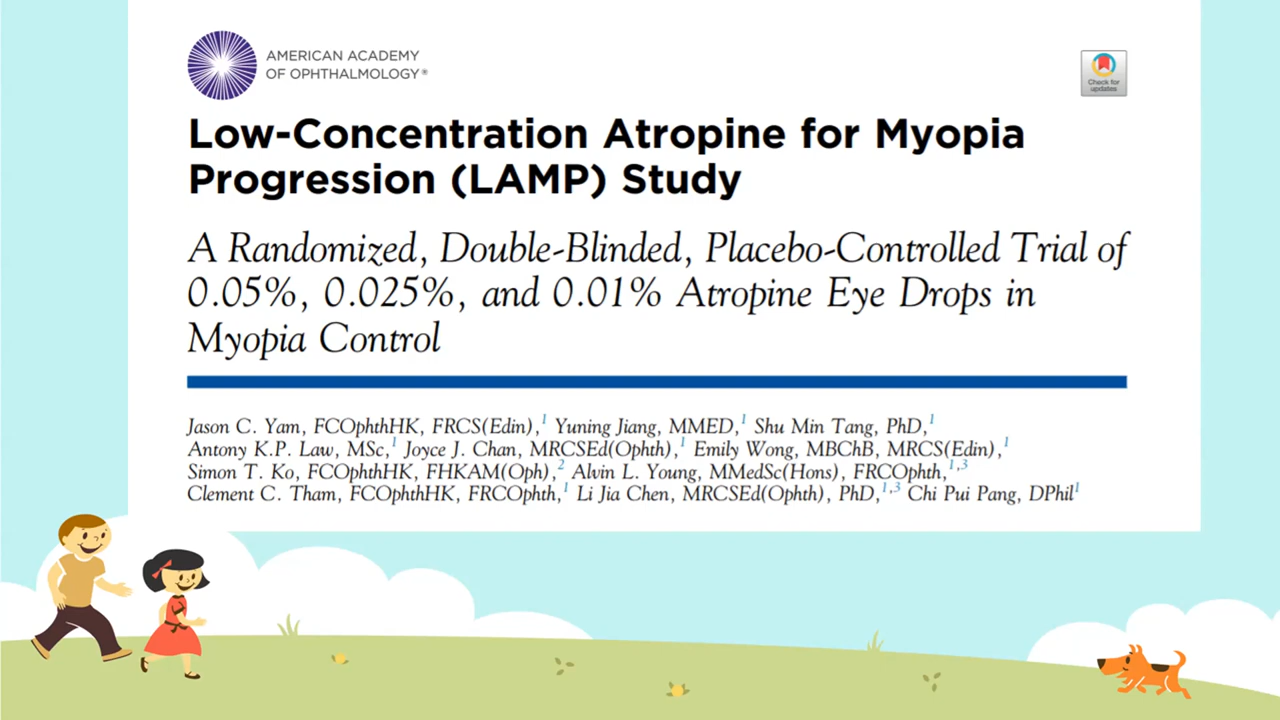 AMERICAN ACADEMY
OF OPHTHALMOLOGY®
Check for
updates
Low-Concentration Atropine for Myopia
Progression (LAMP) Study
A Randomized, Double-Blinded, Placebo-Controlled Trial of
0.05%, 0.025%, and 0.01% Atropine Eye Drops in
Myopia Control
Jason C. Yam, FCOphthHK, FRCS(Edin),1 Yuning Jiang, MMED,1 Shu Min Tang, PhD,1
Antony K.P. Law, MSc,1 Joyce J. Chan, MRCSEd(Ophth),1 Emily Wong, MBChB, MRCS(Edin),1
Simon T. Ko, FCOphthHK, FHKAM(Oph),2 Alvin L. Young, MMedSc(Hons), FRCOphth,1,3
Clement C. Tham, FCOphthHK, FRCOphth,1 Li Jia Chen, MRCSEd(Ophth), PhD,1,3 Chi Pui Pang, DPhil1